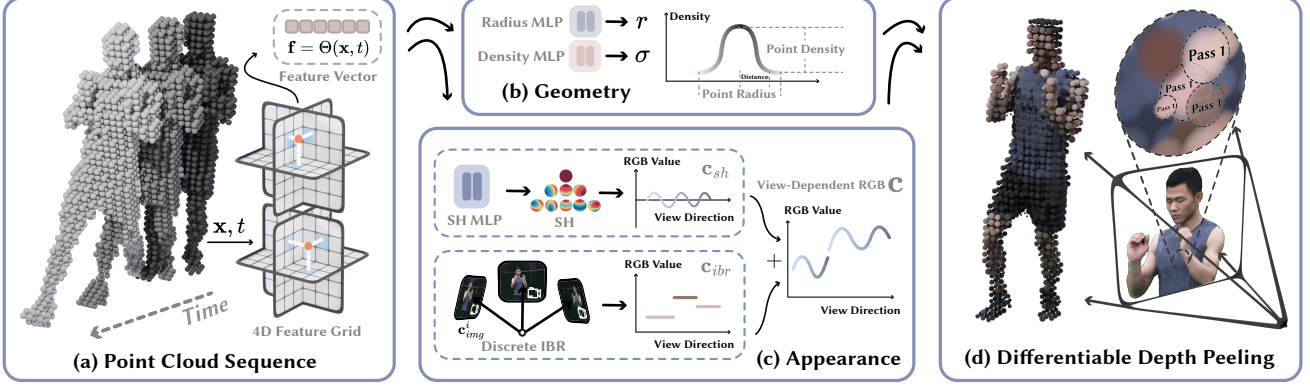 f = Θ(x, t)
Feature Vector
x, t
Time
4D Feature Grid
(a) Point Cloud Sequence
Radius MLP → r
Density MLP → σ
Density
Point Density
Distance
Point Radius
(b) Geometry
SH MLP
SH
RGB Value
c_sh
View Direction
c^i_img
Discrete IBR
RGB Value
c_ibr
View Direction
View-Dependent RGB c
RGB Value
+
View Direction
(c) Appearance
Pass 1
Pass 1
Pass 1
Pass 1
(d) Differentiable Depth Peeling